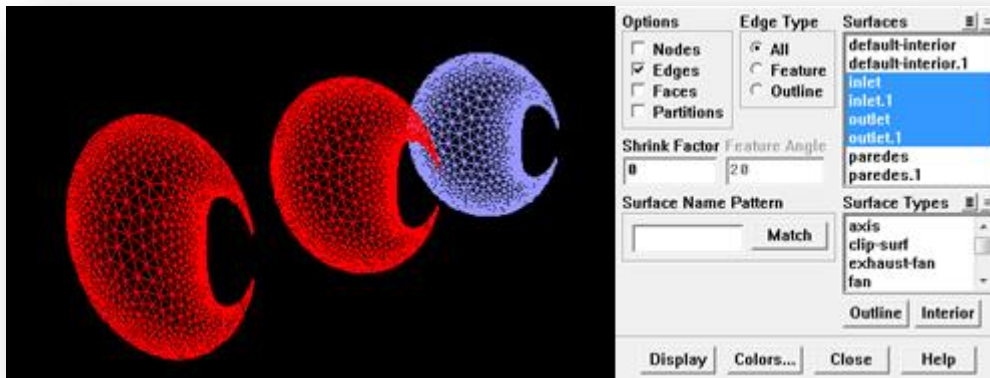 Options
Nodes
Edges
Faces
Partitions
Edge Type
All
Feature
Outline
Shrink Factor Feature Angle
0 20
Surface Name Pattern
Match
Surfaces
default-interior
default-interior.1
inlet
inlet.1
outlet
outlet.1
paredes
paredes.1
Surface Types
axis
clip-surf
exhaust-fan
fan
Outline Interior
Display Colors... Close Help